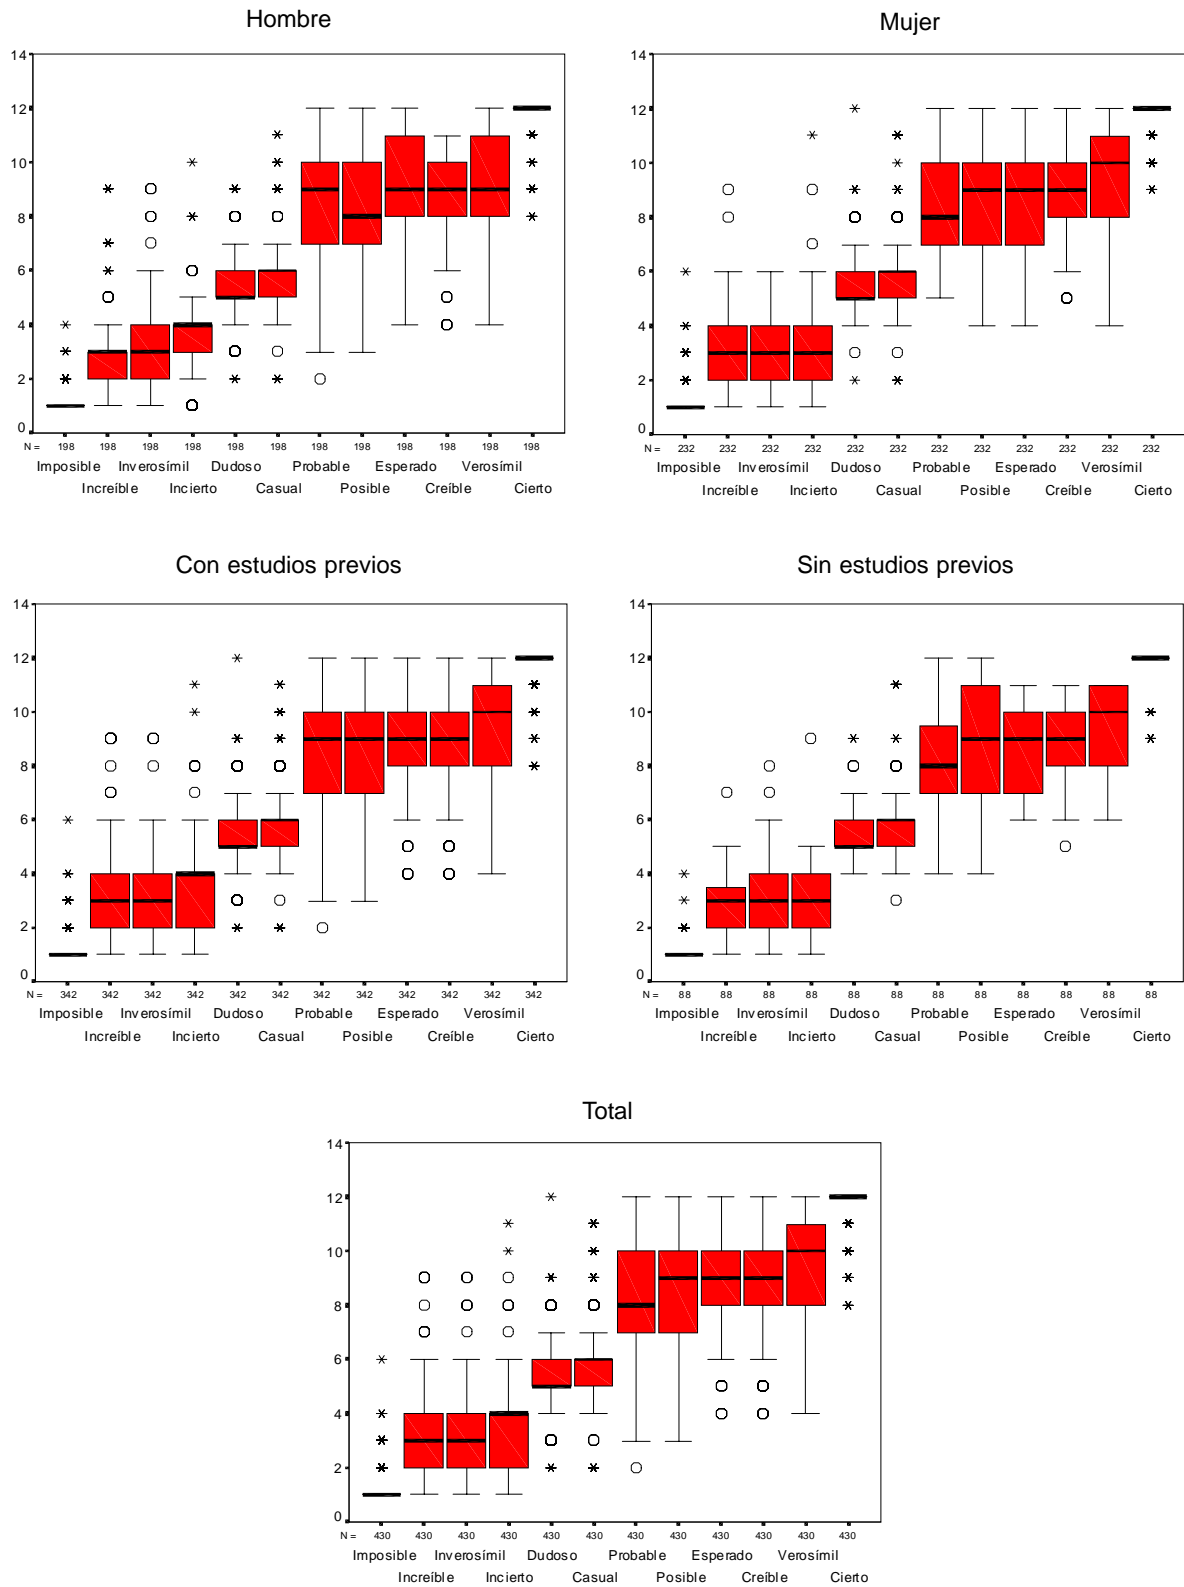 Hombre
14
12
10
8
6
4
2
0
N = 198 198 198 198 198 198 198 198 198 198 198 198
Imposible Inverosímil Dudoso Probable Esperado Verosímil
Increíble Incierto Casual Posible Creíble Cierto
Mujer
14
12
10
8
6
4
2
0
N = 232 232 232 232 232 232 232 232 232 232 232 232
Imposible Inverosímil Dudoso Probable Esperado Verosímil
Increíble Incierto Casual Posible Creíble Cierto
Con estudios previos
14
12
10
8
6
4
2
0
N = 342 342 342 342 342 342 342 342 342 342 342 342
Imposible Inverosímil Dudoso Probable Esperado Verosímil
Increíble Incierto Casual Posible Creíble Cierto
Sin estudios previos
14
12
10
8
6
4
2
0
N = 88 88 88 88 88 88 88 88 88 88 88 88
Imposible Inverosímil Dudoso Probable Esperado Verosímil
Increíble Incierto Casual Posible Creíble Cierto
Total
14
12
10
8
6
4
2
0
N = 430 430 430 430 430 430 430 430 430 430 430 430
Imposible Inverosímil Dudoso Probable Esperado Verosímil
Increíble Incierto Casual Posible Creíble Cierto